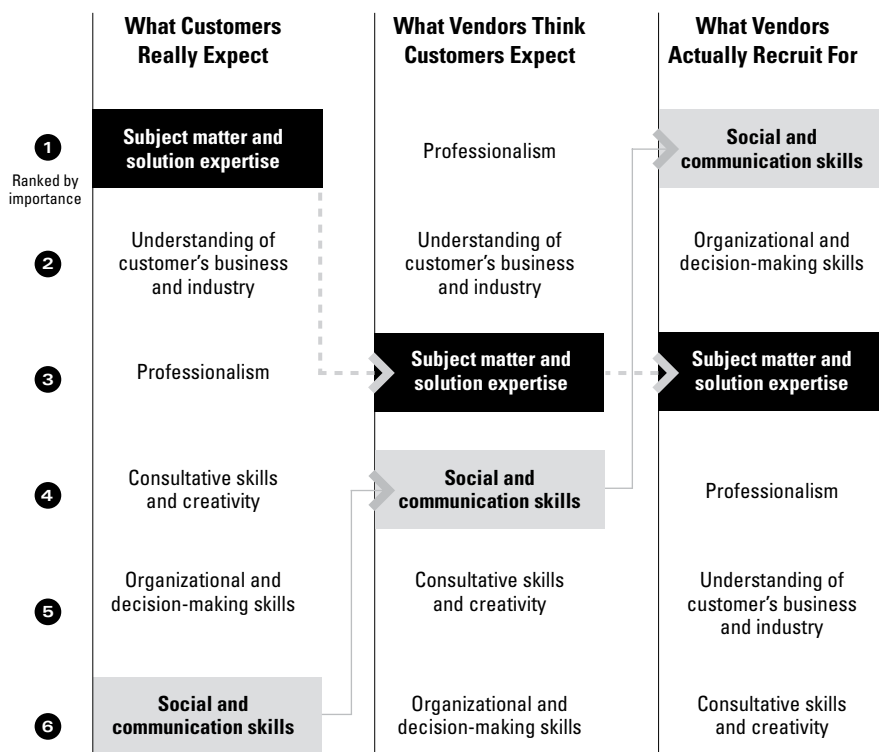 What Customers
Really Expect
What Vendors Think
Customers Expect
What Vendors
Actually Recruit For
1
Ranked by
importance
Subject matter and
solution expertise
Professionalism
Social and
communication skills
2
Understanding of
customer's business
and industry
Understanding of
customer's business
and industry
Organizational and
decision-making skills
3
Professionalism
Subject matter and
solution expertise
Subject matter and
solution expertise
4
Consultative skills
and creativity
Social and
communication skills
Professionalism
5
Organizational and
decision-making skills
Consultative skills
and creativity
Understanding of
customer's business
and industry
6
Social and
communication skills
Organizational and
decision-making skills
Consultative skills
and creativity